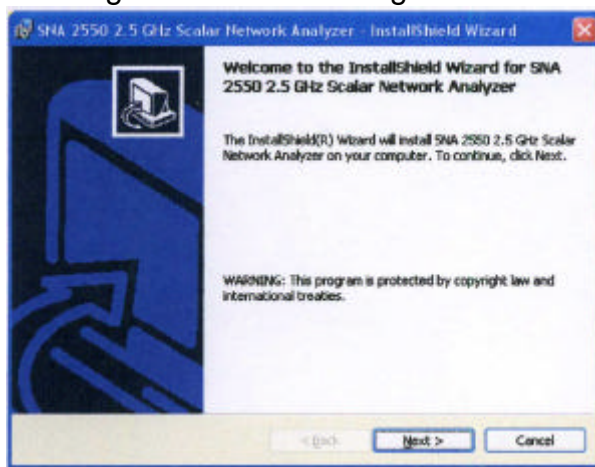 SNA 2550 2.5 GHz Scalar Network Analyzer - InstallShield Wizard
Welcome to the InstallShield Wizard for SNA
2550 2.5 GHz Scalar Network Analyzer
The InstallShield(R) Wizard will install SNA 2550 2.5 GHz Scalar
Network Analyzer on your computer. To continue, click Next.
WARNING: This program is protected by copyright law and
international treaties.
< Back
Next >
Cancel